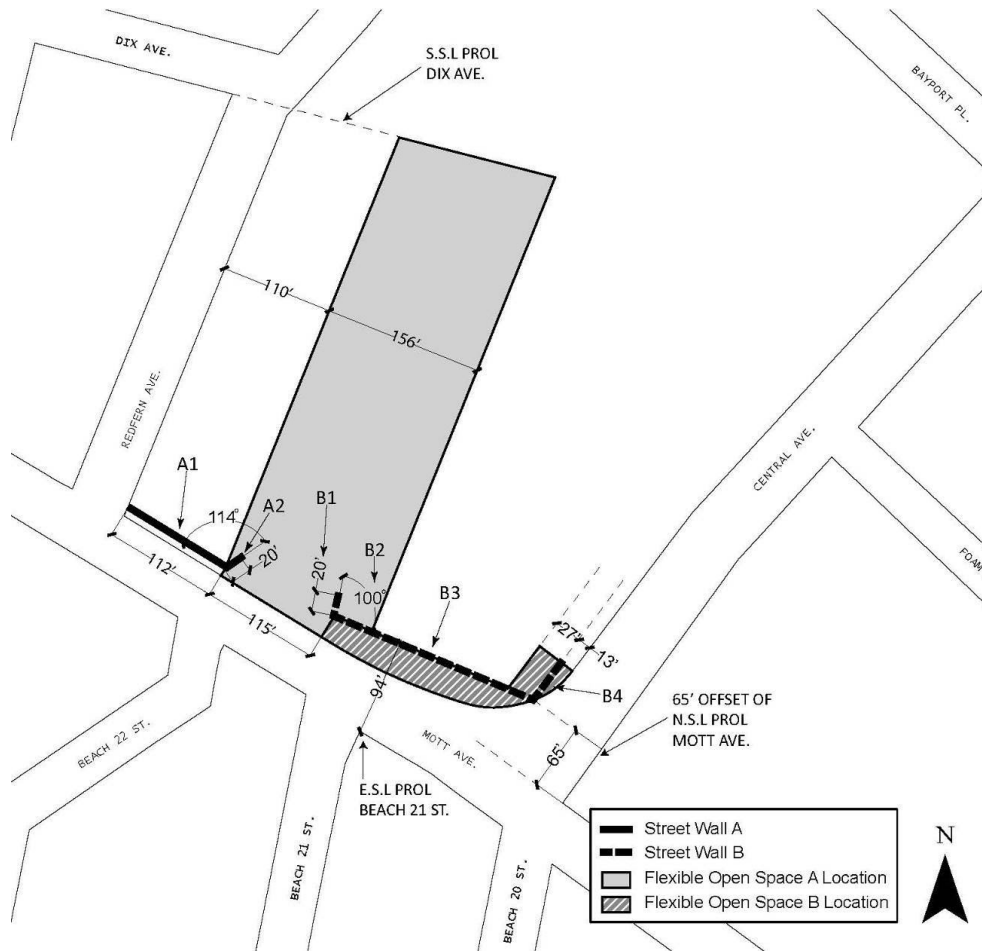 DIX AVE.
S.S.L PROL
DIX AVE.
BAYPORT PL.
110'
156'
REDFERN AVE.
CENTRAL AVE.
A1
A2
B1
114°
B2
20'
20'
100°
B3
FOAM
112'
115'
27'
13'
B4
94'
65' OFFSET OF
N.S.L PROL
MOTT AVE.
BEACH 22 ST.
MOTT AVE.
65'
E.S.L PROL
BEACH 21 ST.
BEACH 21 ST.
BEACH 20 ST.
Street Wall A
Street Wall B
Flexible Open Space A Location
Flexible Open Space B Location
N